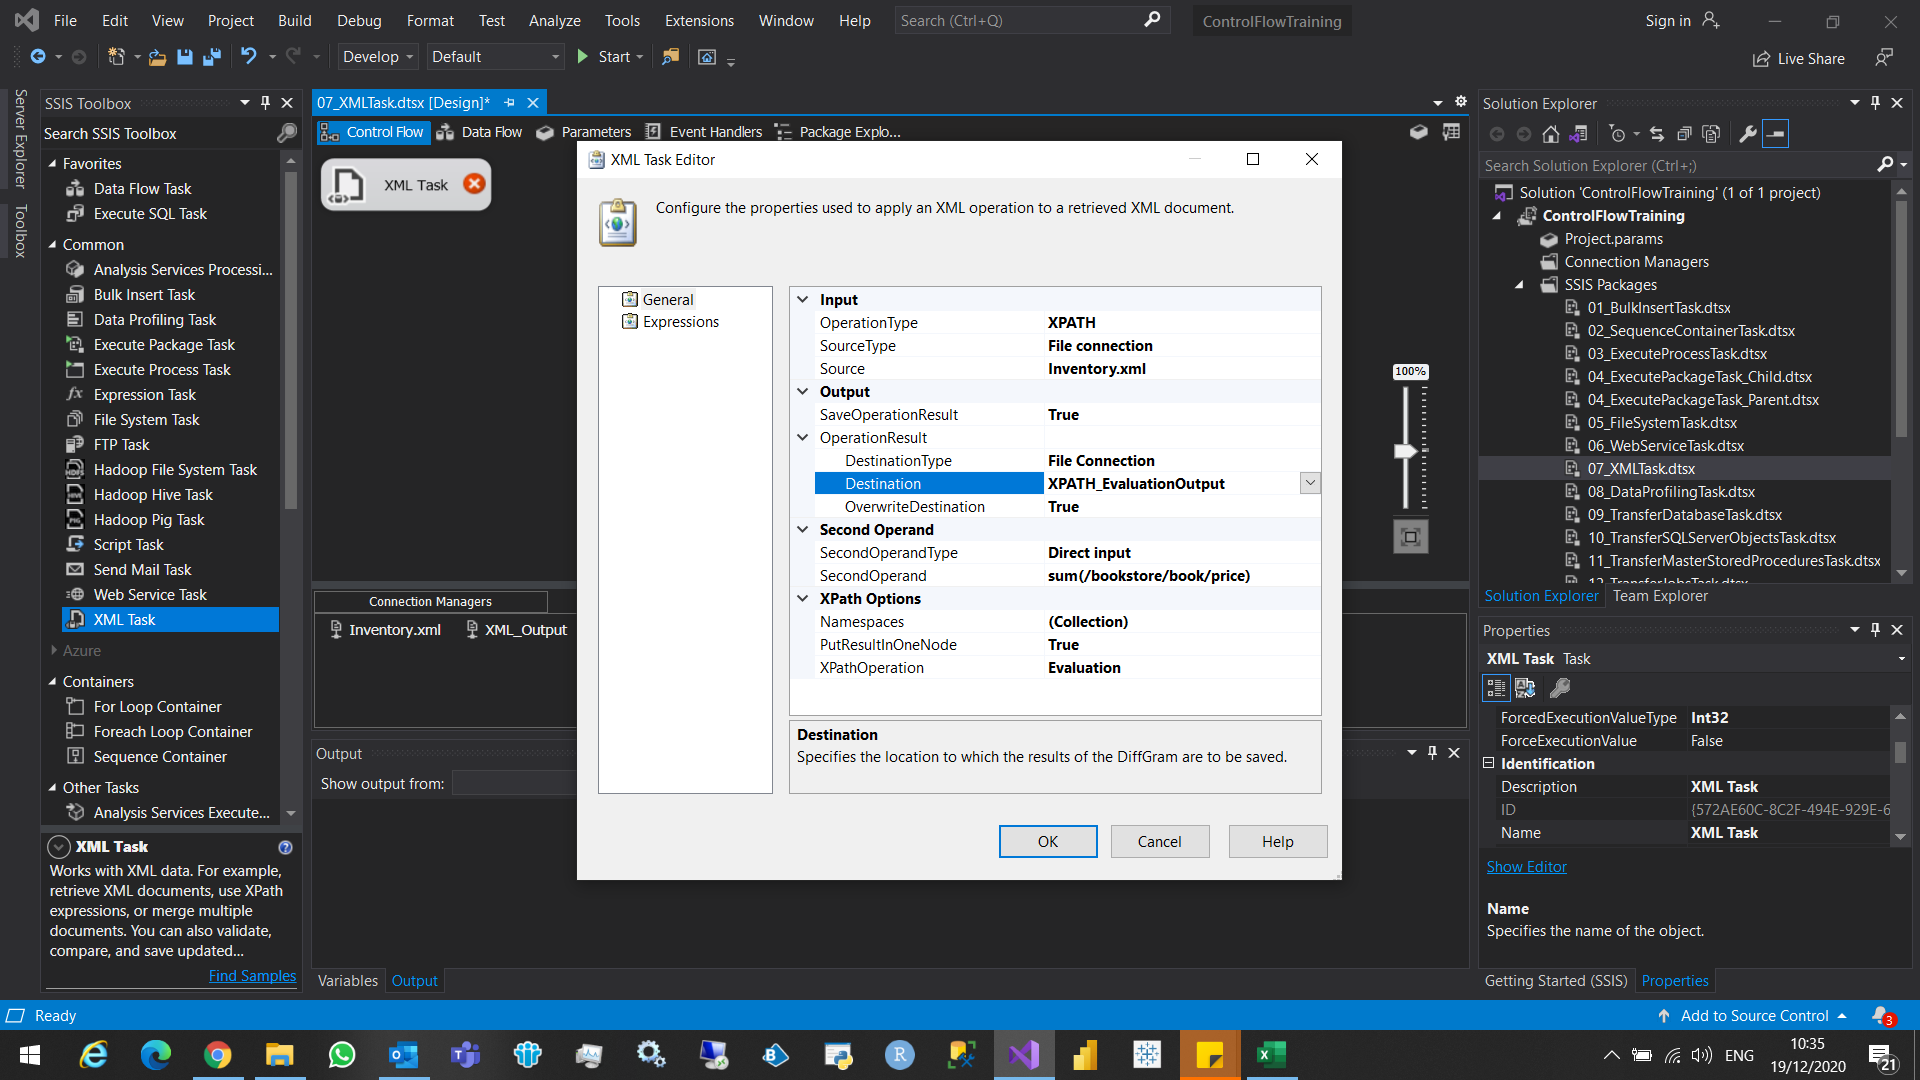 File Edit View Project Build Debug Format Test Analyze Tools Extensions Window Help Search (Ctrl+Q) ControlFlowTraining Sign in
Develop Default Start Live Share
Server Explorer
Toolbox
SSIS Toolbox
Search SSIS Toolbox
Favorites
Data Flow Task
Execute SQL Task
Common
Analysis Services Processi...
Bulk Insert Task
Data Profiling Task
Execute Package Task
Execute Process Task
Expression Task
File System Task
FTP Task
Hadoop File System Task
Hadoop Hive Task
Hadoop Pig Task
Script Task
Send Mail Task
Web Service Task
XML Task
Azure
Containers
For Loop Container
Foreach Loop Container
Sequence Container
Other Tasks
Analysis Services Execute...
XML Task
Works with XML data. For example,
retrieve XML documents, use XPath
expressions, or merge multiple
documents. You can also validate,
compare, and save updated...
Find Samples
07_XMLTask.dtsx [Design]*
Control Flow Data Flow Parameters Event Handlers Package Explo...
XML Task
100%
Connection Managers
Inventory.xml XML_Output
Output
Show output from:
Variables Output
XML Task Editor
Configure the properties used to apply an XML operation to a retrieved XML document.
General
Expressions
Input
OperationType XPATH
SourceType File connection
Source Inventory.xml
Output
SaveOperationResult True
OperationResult
DestinationType File Connection
Destination XPATH_EvaluationOutput
OverwriteDestination True
Second Operand
SecondOperandType Direct input
SecondOperand sum(/bookstore/book/price)
XPath Options
Namespaces (Collection)
PutResultInOneNode True
XPathOperation Evaluation
Destination
Specifies the location to which the results of the DiffGram are to be saved.
OK Cancel Help
Solution Explorer
Search Solution Explorer (Ctrl+;)
Solution 'ControlFlowTraining' (1 of 1 project)
ControlFlowTraining
Project.params
Connection Managers
SSIS Packages
01_BulkInsertTask.dtsx
02_SequenceContainerTask.dtsx
03_ExecuteProcessTask.dtsx
04_ExecutePackageTask_Child.dtsx
04_ExecutePackageTask_Parent.dtsx
05_FileSystemTask.dtsx
06_WebServiceTask.dtsx
07_XMLTask.dtsx
08_DataProfilingTask.dtsx
09_TransferDatabaseTask.dtsx
10_TransferSQLServerObjectsTask.dtsx
11_TransferMasterStoredProceduresTask.dtsx
12_TransferJobsTask.dtsx
Solution Explorer Team Explorer
Properties
XML Task Task
ForcedExecutionValueType Int32
ForceExecutionValue False
Identification
Description XML Task
ID {572AE60C-8C2F-494E-929E-6
Name XML Task
Show Editor
Name
Specifies the name of the object.
Getting Started (SSIS) Properties
Ready Add to Source Control 3
ENG 10:35
19/12/2020 21